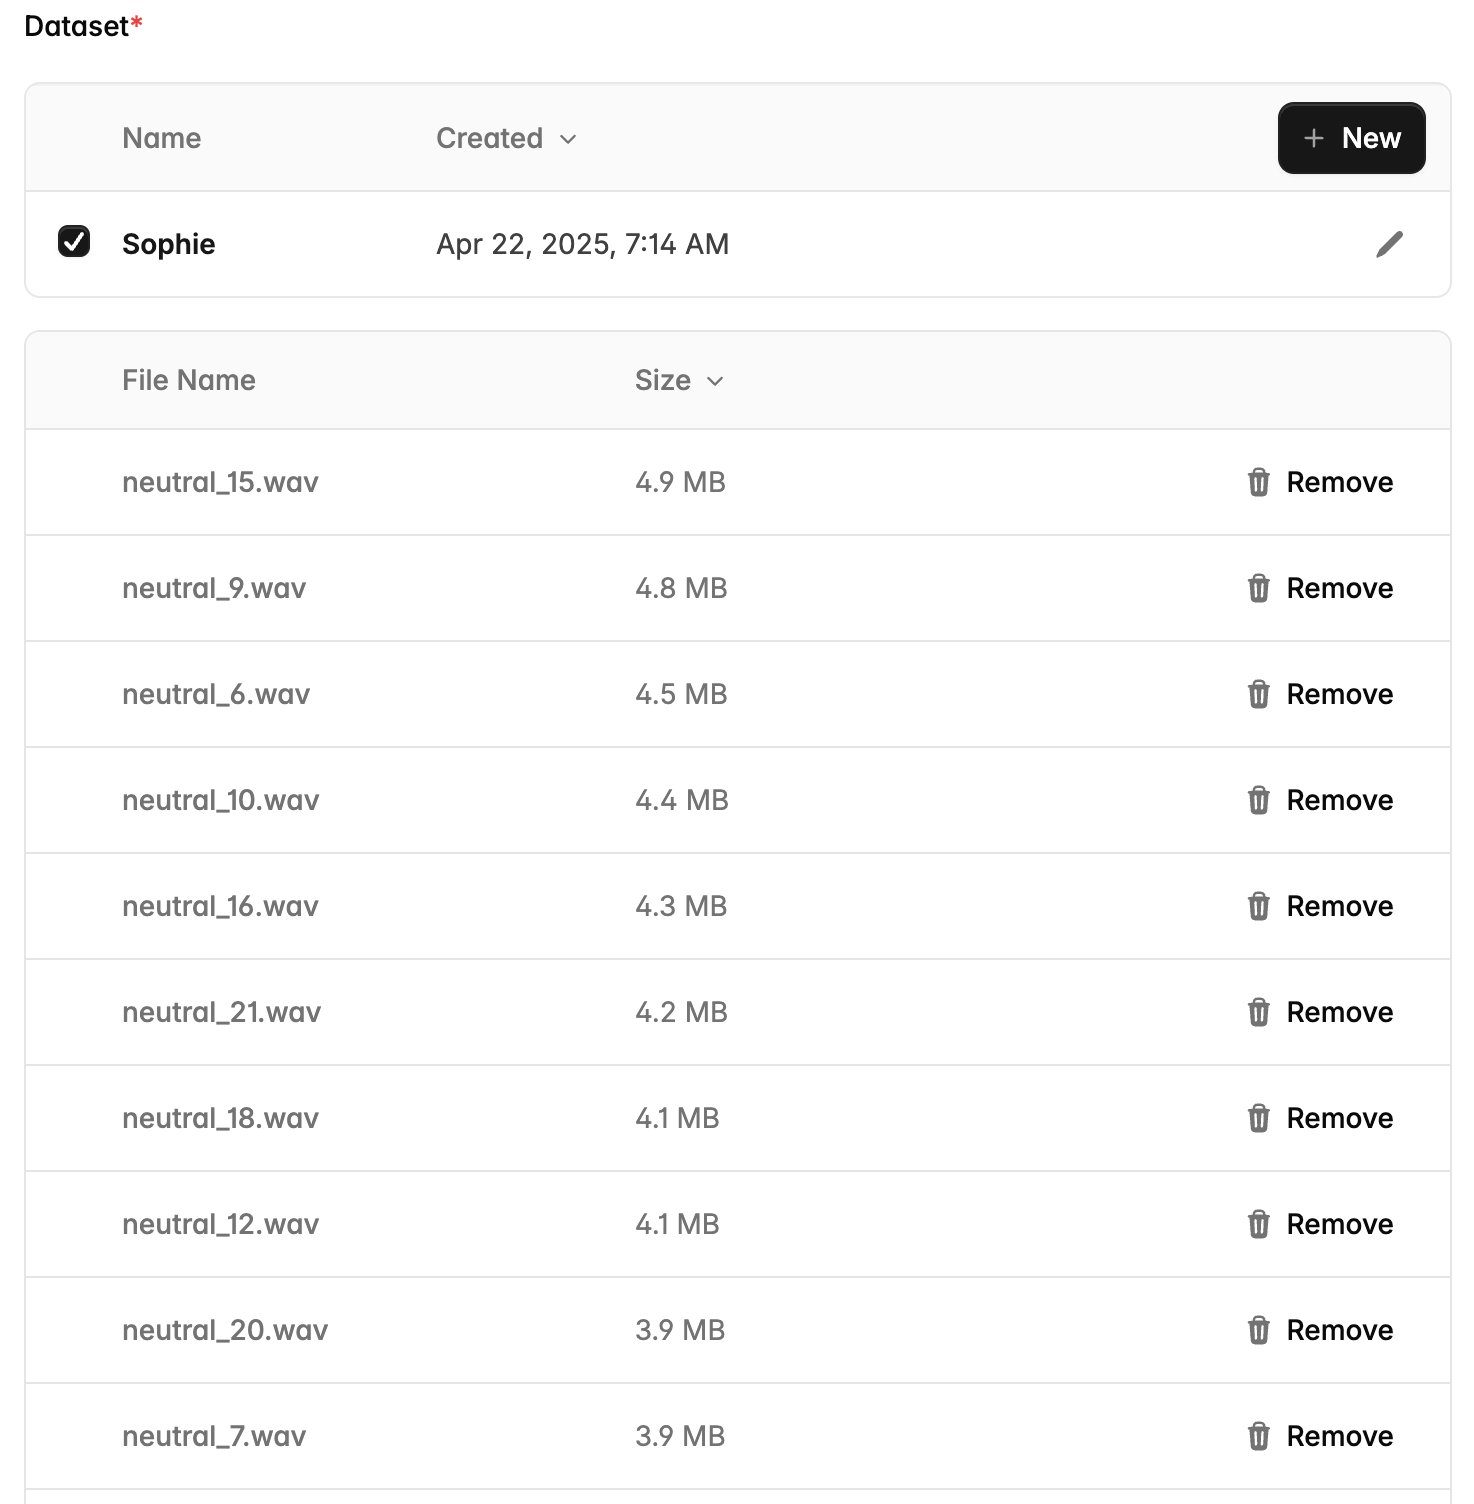 Dataset*
Name Created New
Sophie Apr 22, 2025, 7:14 AM
File Name Size
neutral_15.wav 4.9 MB Remove
neutral_9.wav 4.8 MB Remove
neutral_6.wav 4.5 MB Remove
neutral_10.wav 4.4 MB Remove
neutral_16.wav 4.3 MB Remove
neutral_21.wav 4.2 MB Remove
neutral_18.wav 4.1 MB Remove
neutral_12.wav 4.1 MB Remove
neutral_20.wav 3.9 MB Remove
neutral_7.wav 3.9 MB Remove